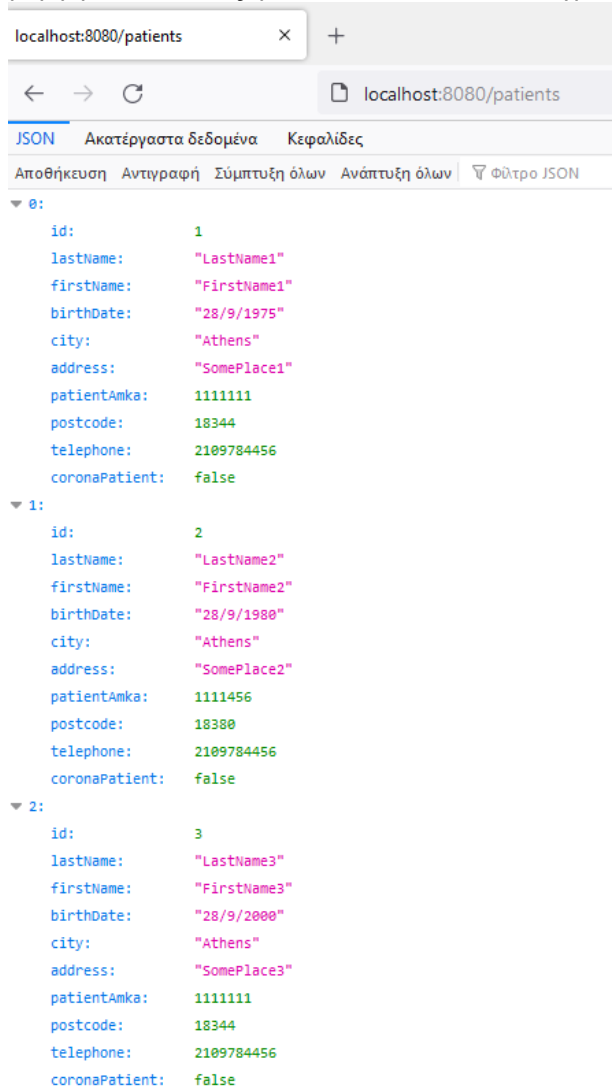 localhost:8080/patients
localhost:8080/patients
JSON Ακατέργαστα δεδομένα Κεφαλίδες
Αποθήκευση Αντιγραφή Σύμπτυξη όλων Ανάπτυξη όλων Φίλτρο JSON
0:
id: 1
lastName: "LastName1"
firstName: "FirstName1"
birthDate: "28/9/1975"
city: "Athens"
address: "SomePlace1"
patientAmka: 1111111
postcode: 18344
telephone: 2109784456
coronaPatient: false
1:
id: 2
lastName: "LastName2"
firstName: "FirstName2"
birthDate: "28/9/1980"
city: "Athens"
address: "SomePlace2"
patientAmka: 1111456
postcode: 18380
telephone: 2109784456
coronaPatient: false
2:
id: 3
lastName: "LastName3"
firstName: "FirstName3"
birthDate: "28/9/2000"
city: "Athens"
address: "SomePlace3"
patientAmka: 1111111
postcode: 18344
telephone: 2109784456
coronaPatient: false